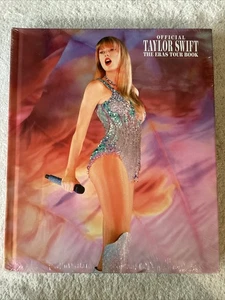 OFFICIAL
TAYLOR SWIFT
THE ERAS TOUR BOOK